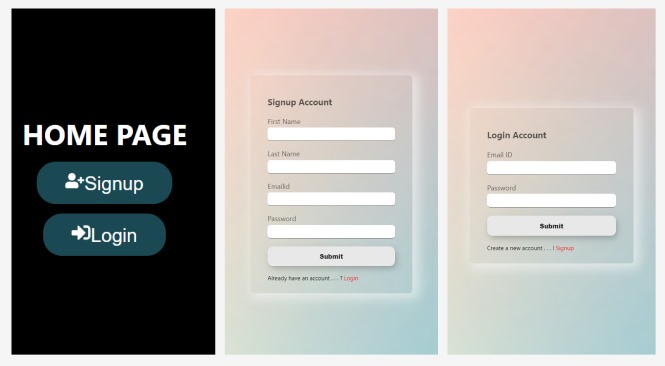 HOME PAGE
Signup
Login
Signup Account
First Name
Last Name
Emailid
Password
Submit
Already have an account . . . ? Login
Login Account
Email ID
Password
Submit
Create a new account . . . ! Signup